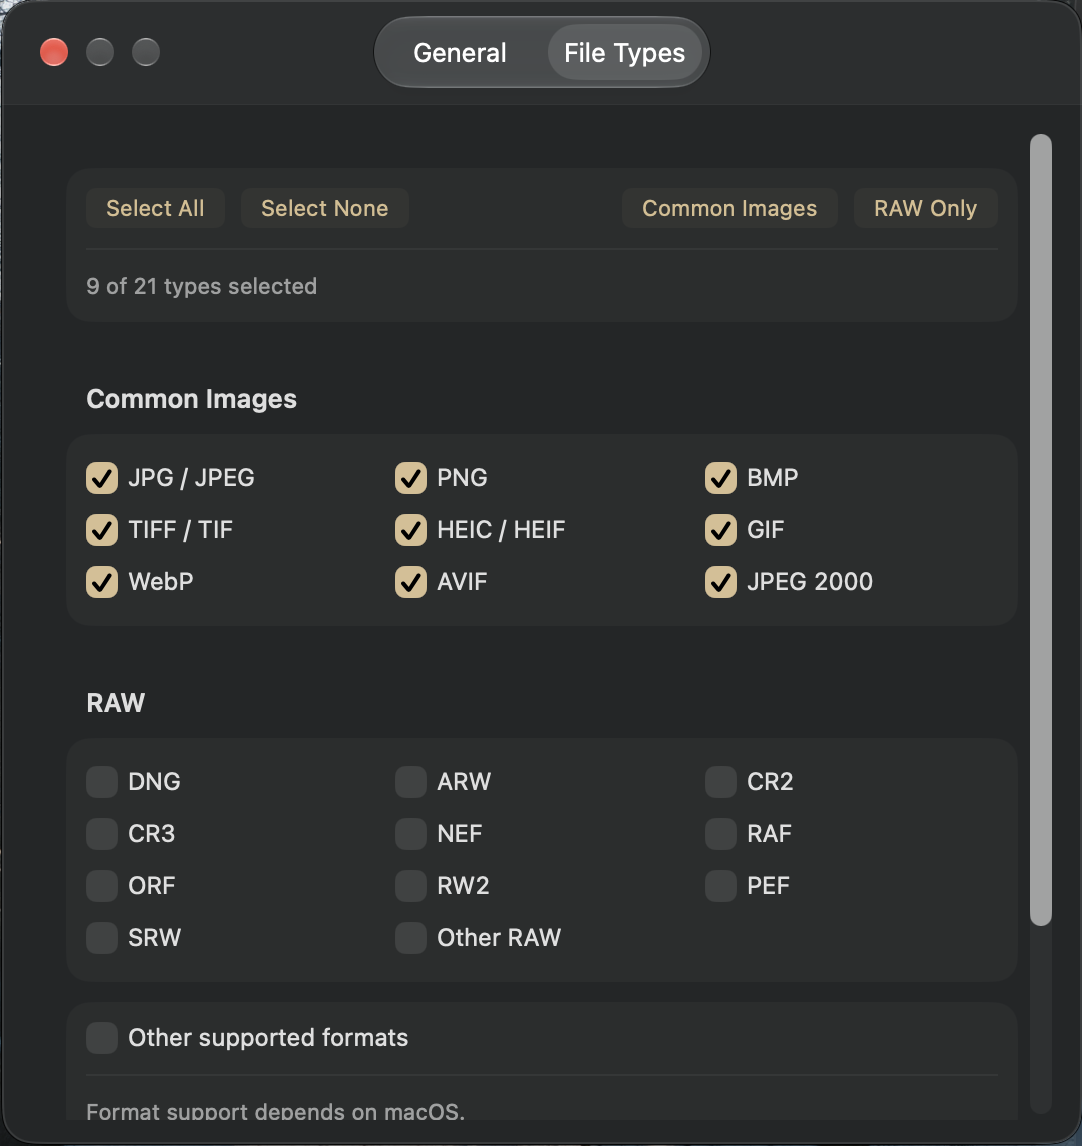 General File Types
Select All Select None Common Images RAW Only
9 of 21 types selected
Common Images
JPG / JPEG PNG BMP
TIFF / TIF HEIC / HEIF GIF
WebP AVIF JPEG 2000
RAW
DNG ARW CR2
CR3 NEF RAF
ORF RW2 PEF
SRW Other RAW
Other supported formats
Format support depends on macOS.